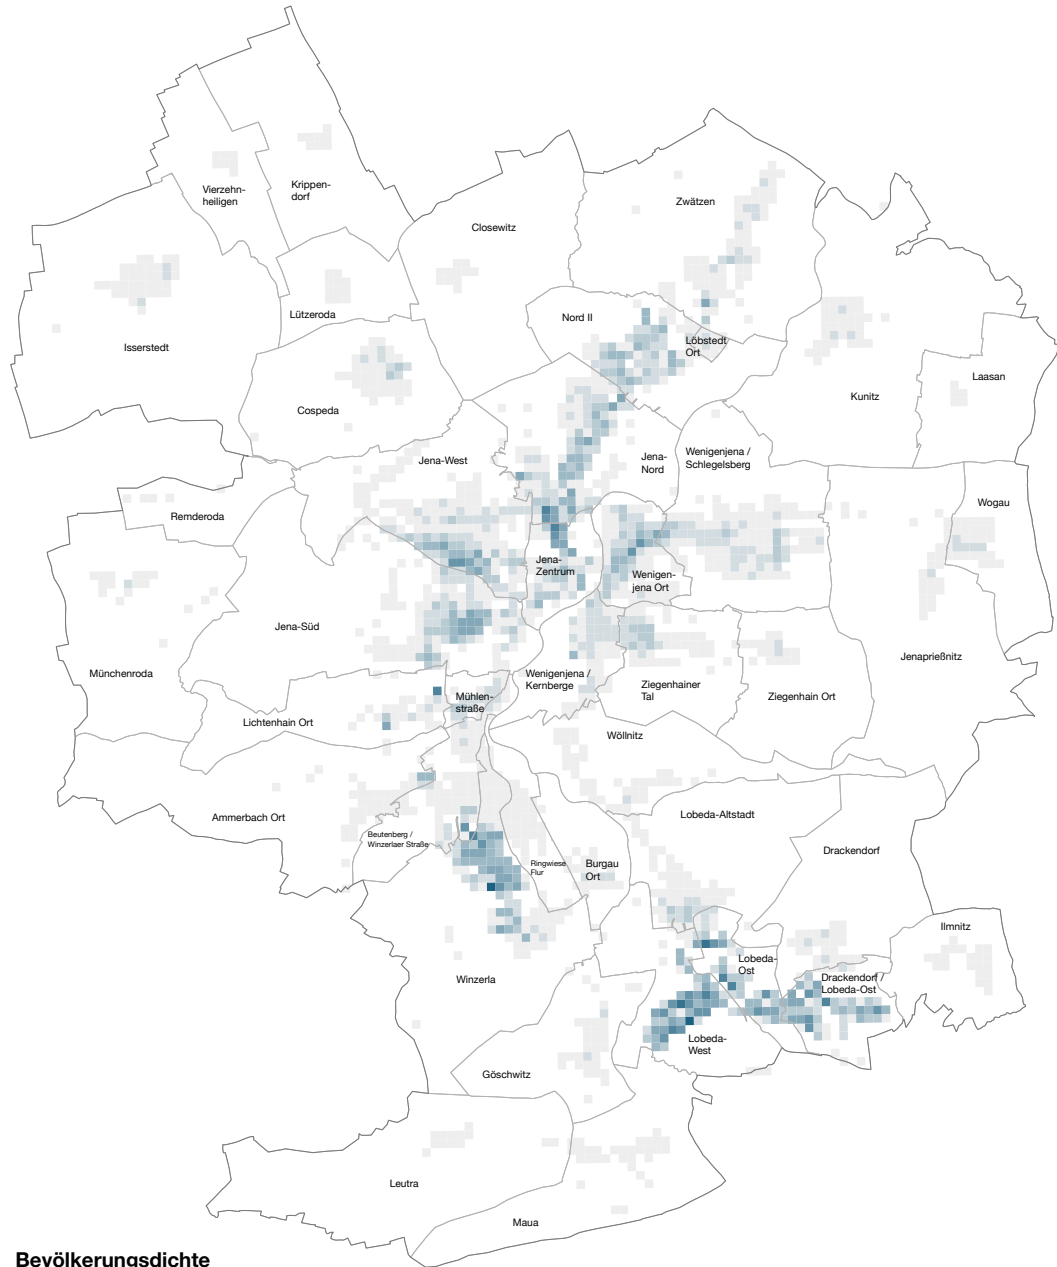 Vierzehn-
heiligen
Krippen-
dorf
Zwätzen
Closewitz
Lützeroda
Nord II
Isserstedt
Löbstedt
Ort
Laasan
Kunitz
Cospeda
Jena-West
Jena-
Nord
Wenigenjena /
Schlegelsberg
Wogau
Remderoda
Jena-
Zentrum
Wenigen-
jena Ort
Jena-Süd
Jenaprießnitz
Münchenroda
Wenigenjena /
Kernberge
Ziegenhainer
Tal
Ziegenhain Ort
Mühlen-
straße
Lichtenhain Ort
Wöllnitz
Ammerbach Ort
Lobeda-Altstadt
Beutenberg /
Winzerlaer Straße
Drackendorf
Ringwiese
Flur
Burgau
Ort
Ilmnitz
Winzerla
Lobeda-
Ost
Drackendorf /
Lobeda-Ost
Lobeda-
West
Göschwitz
Leutra
Maua
Bevölkerungsdichte